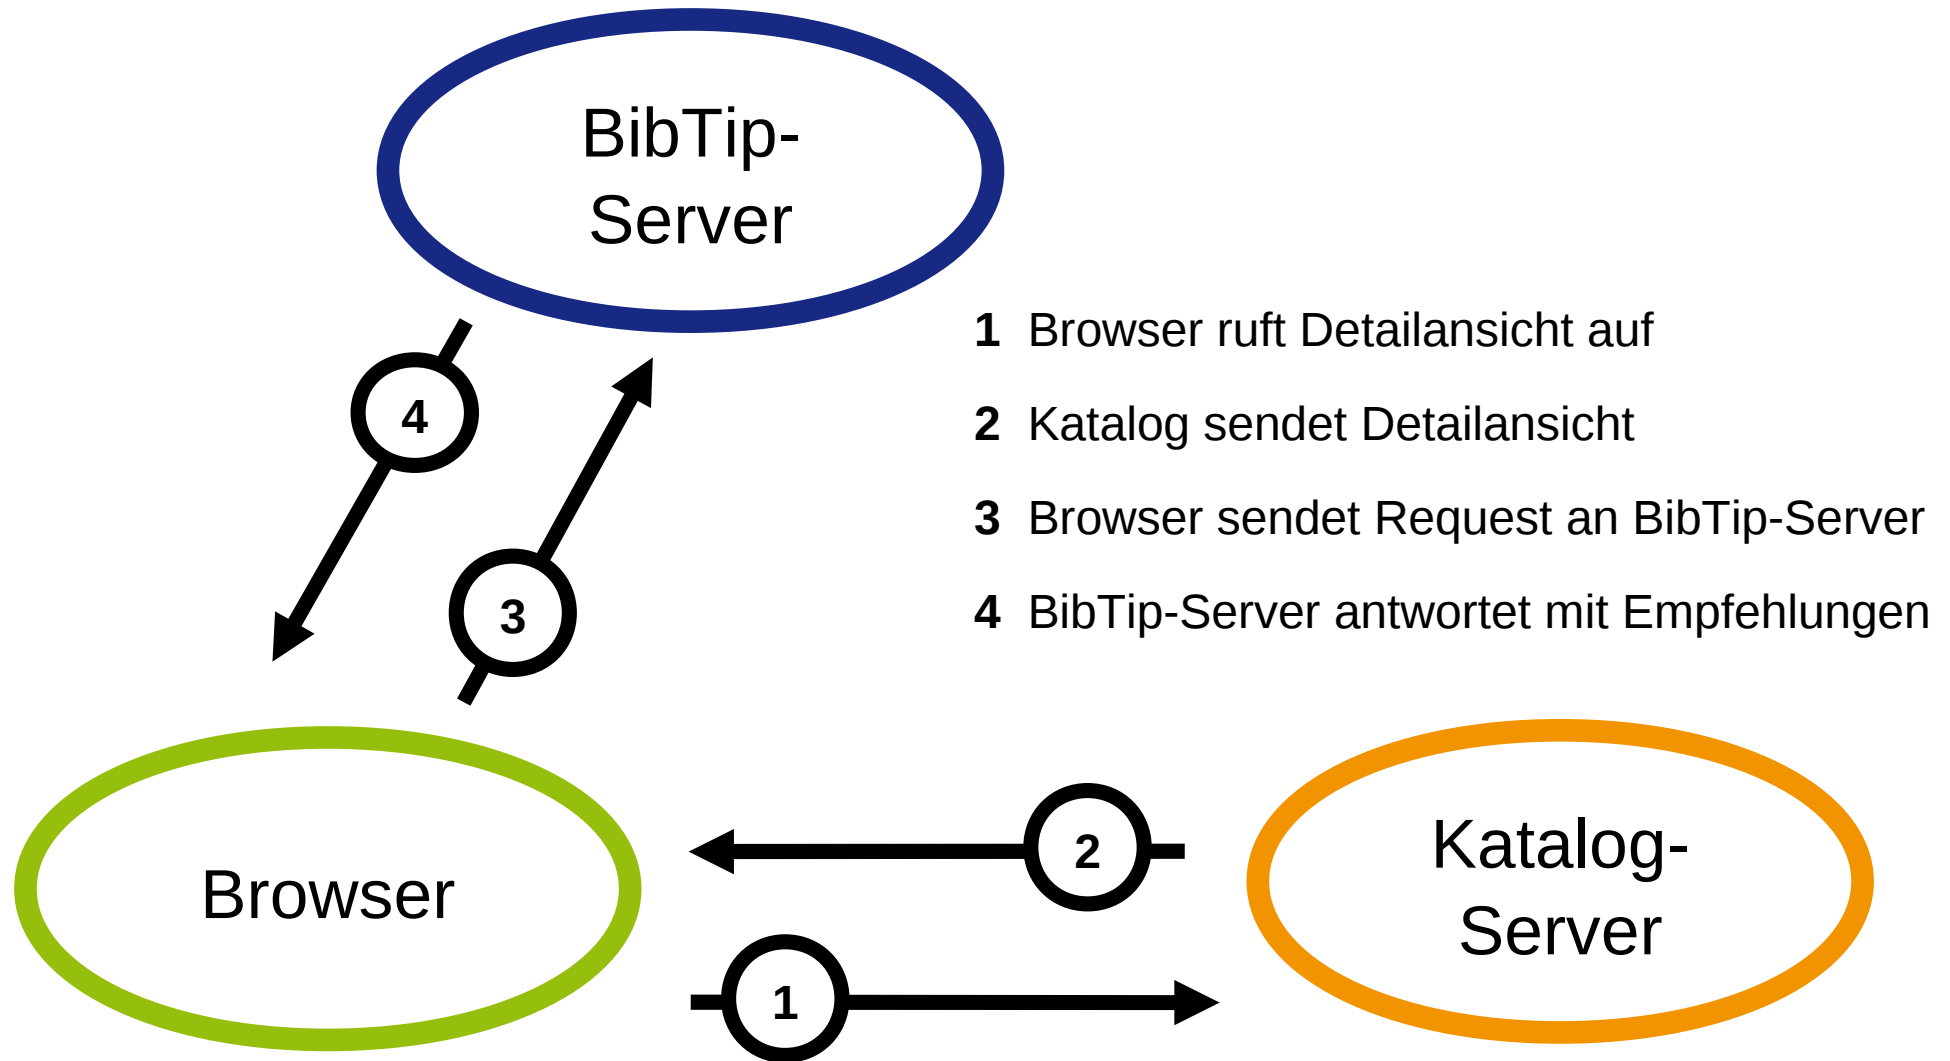 BibTip-
Server
1 Browser ruft Detailansicht auf
2 Katalog sendet Detailansicht
3 Browser sendet Request an BibTip-Server
4 BibTip-Server antwortet mit Empfehlungen
4
3
Browser
2
1
Katalog-
Server